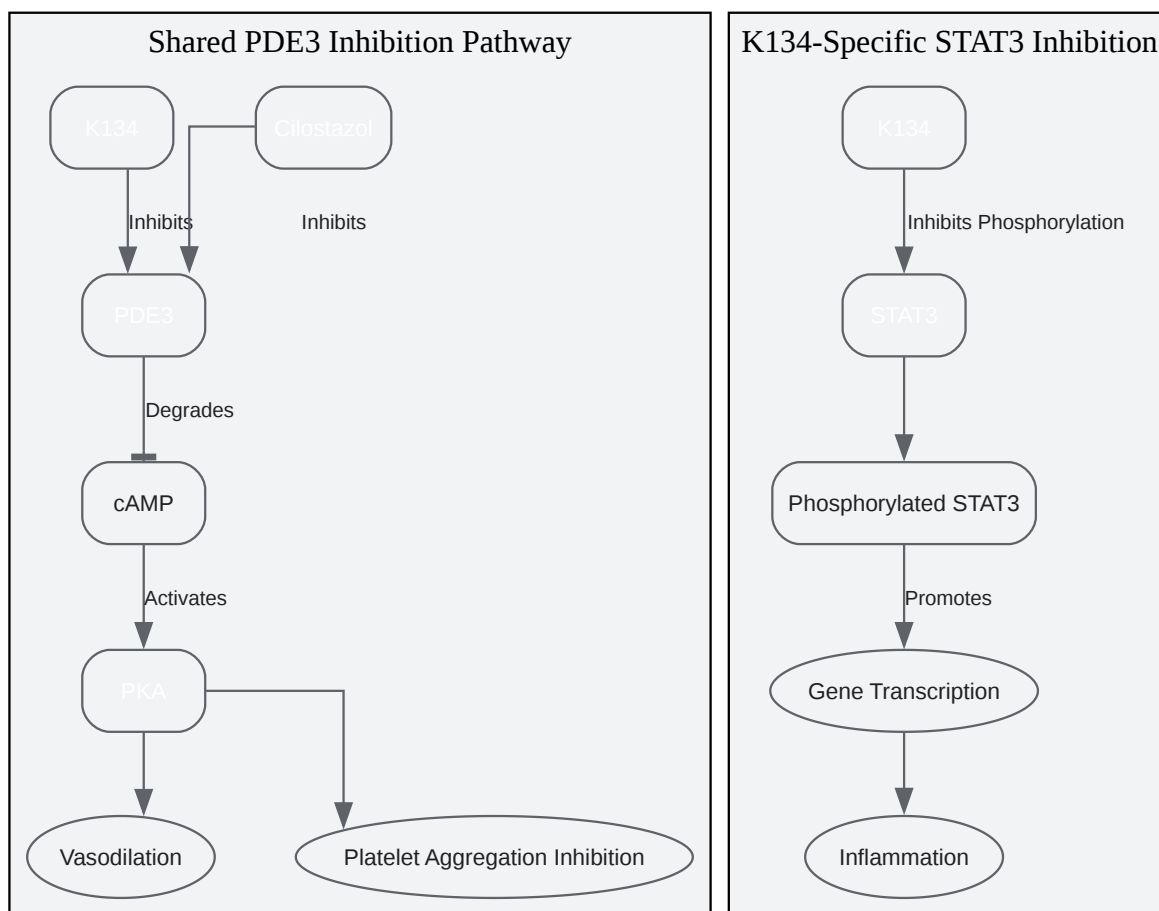 Shared PDE3 Inhibition Pathway
K134
Cilostazol
Inhibits
Inhibits
PDE3
Degrades
cAMP
Activates
PKA
Vasodilation
Platelet Aggregation Inhibition
K134-Specific STAT3 Inhibition
K134
Inhibits Phosphorylation
STAT3
Phosphorylated STAT3
Promotes
Gene Transcription
Inflammation